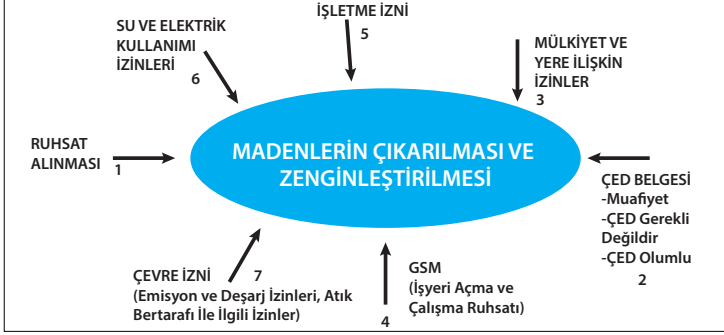 İŞLETME İZNİ
5
SU VE ELEKTRİK
KULLANIMI
İZİNLERİ
6
MÜLKİYET VE
YERE İLİŞKİN
İZİNLER
3
RUHSAT
ALINMASI
1
MADENLERİN ÇIKARILMASI VE
ZENGİNLEŞTİRİLMESİ
ÇED BELGESİ
-Muafiyet
-ÇED Gerekli
Değildir
-ÇED Olumlu
2
ÇEVRE İZNİ
7
(Emisyon ve Deşarj İzinleri, Atık
Bertarafı İle İlgili İzinler)
GSM
(İşyeri Açma ve
Çalışma Ruhsatı)
4